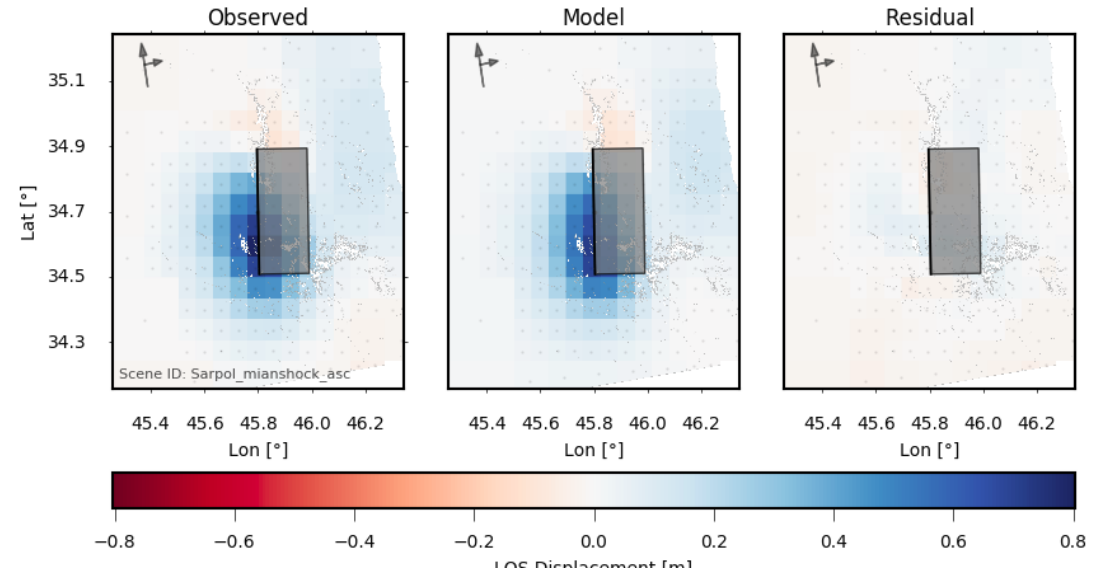 Observed Model Residual
35.1
34.9
34.7
34.5
34.3
Lat [°]
Scene ID: Sarpol_mianshock_asc
45.4 45.6 45.8 46.0 46.2 45.4 45.6 45.8 46.0 46.2 45.4 45.6 45.8 46.0 46.2
Lon [°] Lon [°] Lon [°]
−0.8 −0.6 −0.4 −0.2 0.0 0.2 0.4 0.6 0.8
LOS Displacement [m]